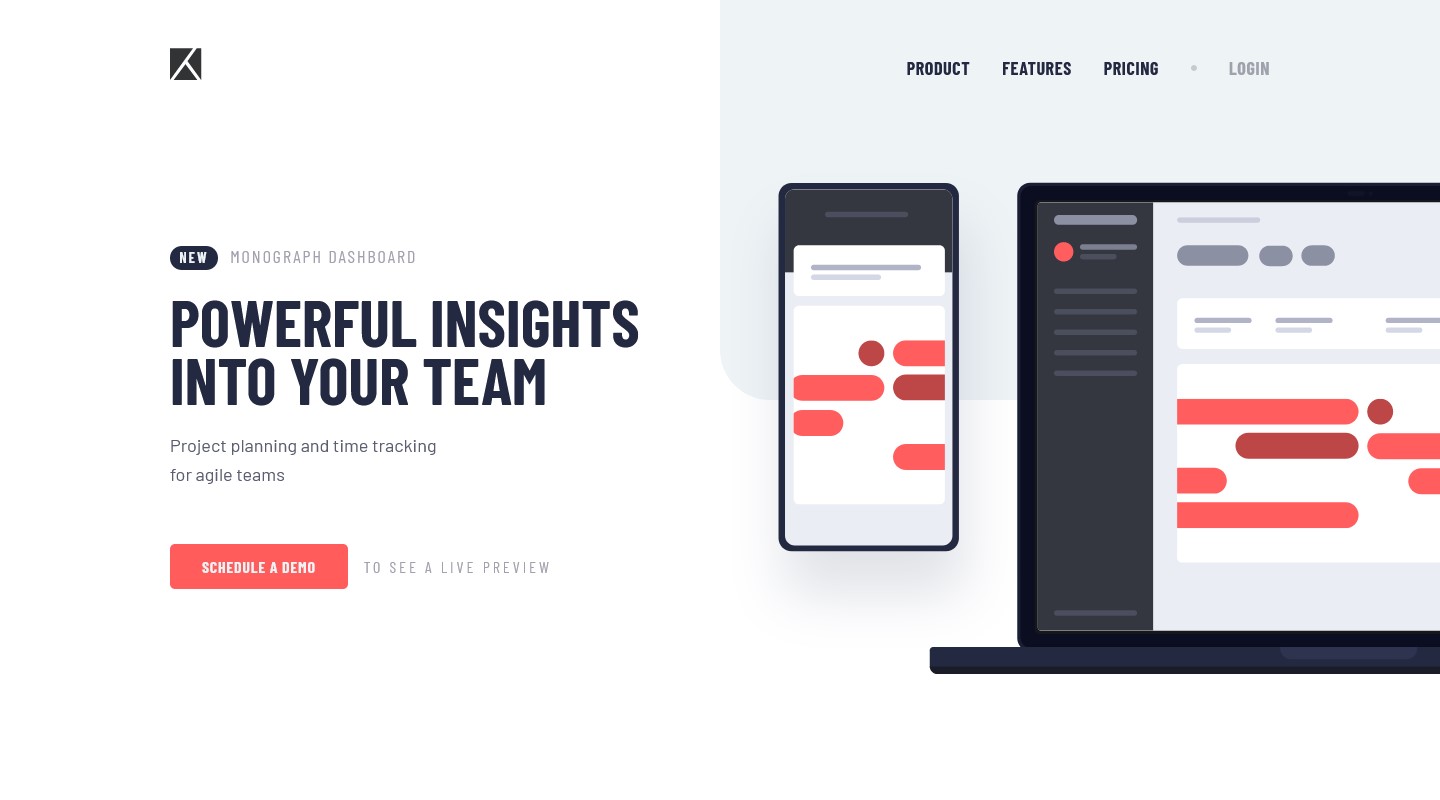 PRODUCT FEATURES PRICING LOGIN
NEW MONOGRAPH DASHBOARD
POWERFUL INSIGHTS
INTO YOUR TEAM
Project planning and time tracking
for agile teams
SCHEDULE A DEMO TO SEE A LIVE PREVIEW